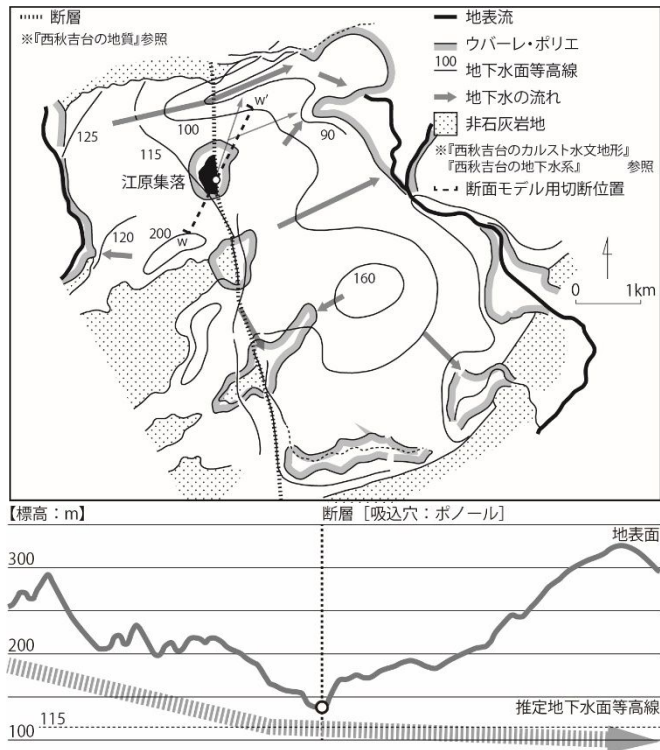 断層
※『西秋吉台の地質』参照
地表流
ウバーレ・ポリエ
100
地下水面等高線
地下水の流れ
非石灰岩地
※『西秋吉台のカルスト水文地形』
『西秋吉台の地下水系』 参照
断面モデル用切断位置
125
100
115
w'
90
江原集落
120
200
w
160
0 1km
【標高：m】
断層［吸込穴：ポノール］
地表面
300
200
推定地下水面等高線
115
100